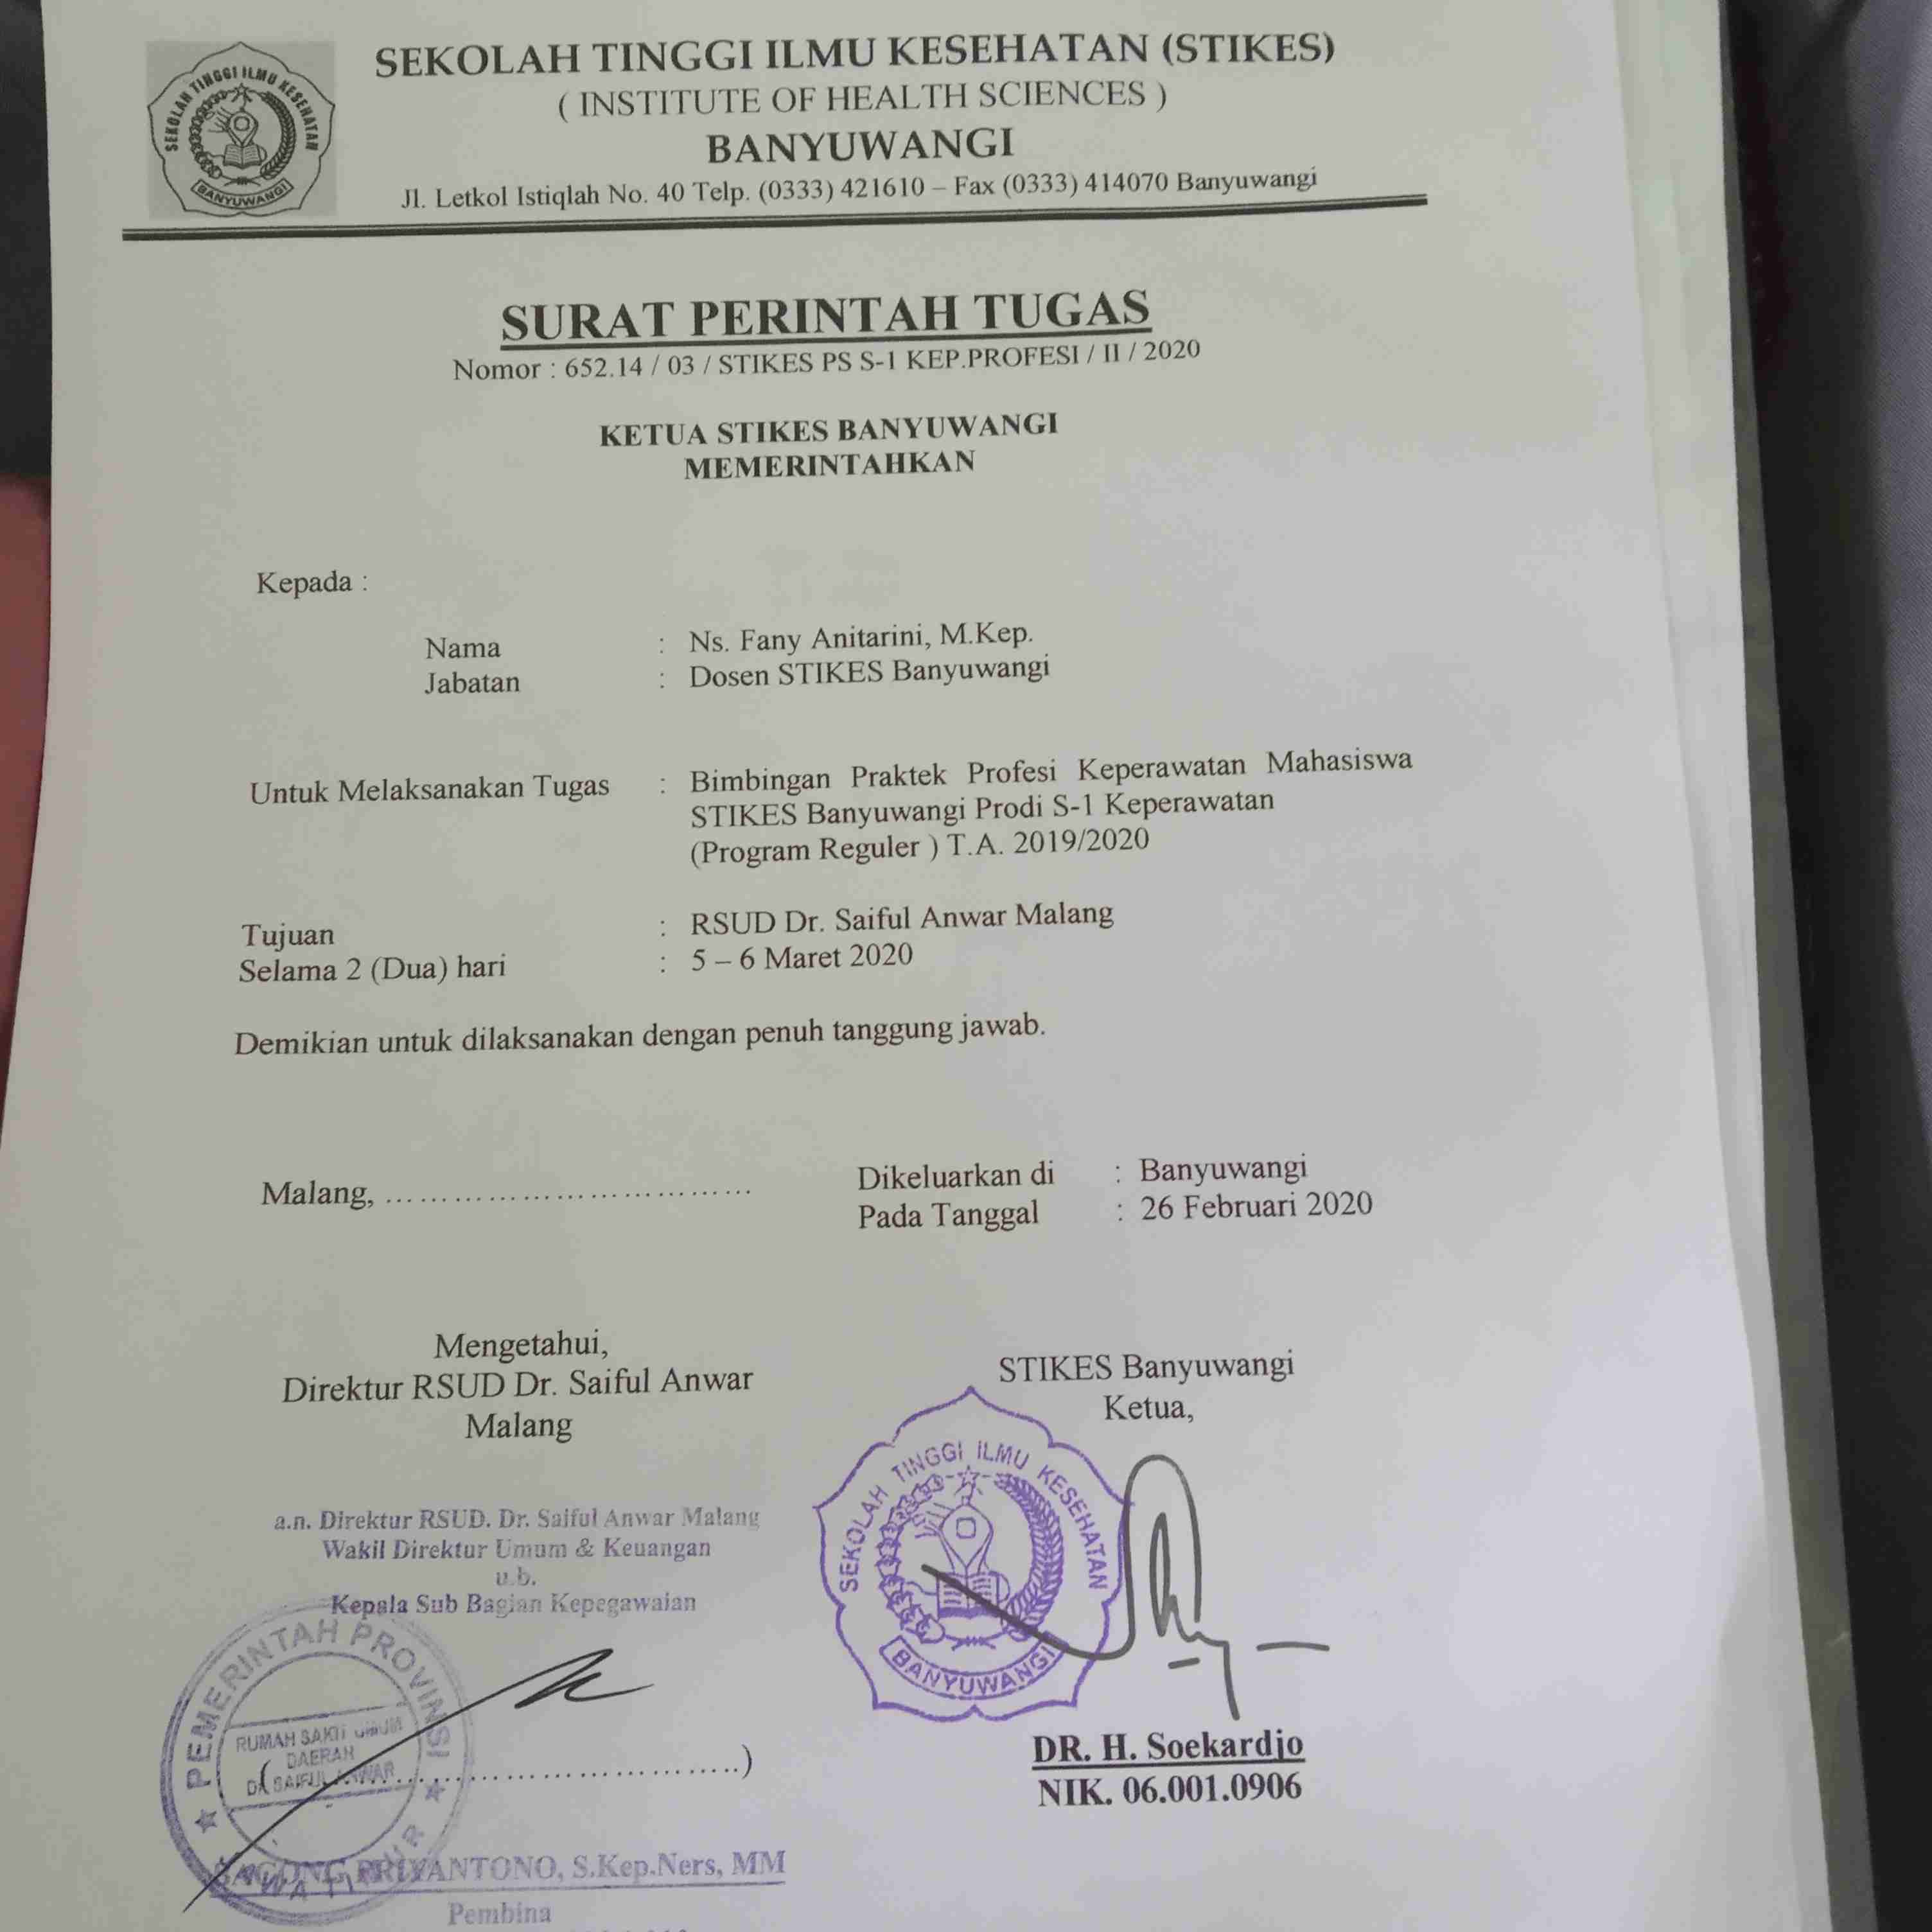 SEKOLAH TINGGI ILMU KESEHATAN
BANYUWANGI
SEKOLAH TINGGI ILMU KESEHATAN (STIKES)
( INSTITUTE OF HEALTH SCIENCES )
BANYUWANGI
Jl. Letkol Istiqlah No. 40 Telp. (0333) 421610 – Fax (0333) 414070 Banyuwangi
SURAT PERINTAH TUGAS
Nomor : 652.14 / 03 / STIKES PS S-1 KEP.PROFESI / II / 2020
KETUA STIKES BANYUWANGI
MEMERINTAHKAN
Kepada :
Nama : Ns. Fany Anitarini, M.Kep.
Jabatan : Dosen STIKES Banyuwangi
Untuk Melaksanakan Tugas : Bimbingan Praktek Profesi Keperawatan Mahasiswa
STIKES Banyuwangi Prodi S-1 Keperawatan
(Program Reguler ) T.A. 2019/2020
Tujuan : RSUD Dr. Saiful Anwar Malang
Selama 2 (Dua) hari : 5 – 6 Maret 2020
Demikian untuk dilaksanakan dengan penuh tanggung jawab.
Malang, ........................................
Dikeluarkan di : Banyuwangi
Pada Tanggal : 26 Februari 2020
Mengetahui,
Direktur RSUD Dr. Saiful Anwar
Malang
STIKES Banyuwangi
Ketua,
a.n. Direktur RSUD. Dr. Saiful Anwar Malang
Wakil Direktur Umum & Keuangan
u.b.
Kepala Sub Bagian Kepegawaian
PEMERINTAH PROVINSI
JAWA TIMUR
RUMAH SAKIT UMUM
DAERAH
DR SAIFUL ANWAR
(........................................)
SEKOLAH TINGGI ILMU KESEHATAN
BANYUWANGI
DR. H. Soekardjo
NIK. 06.001.0906
PRIYANTONO, S.Kep.Ners, MM
Pembina